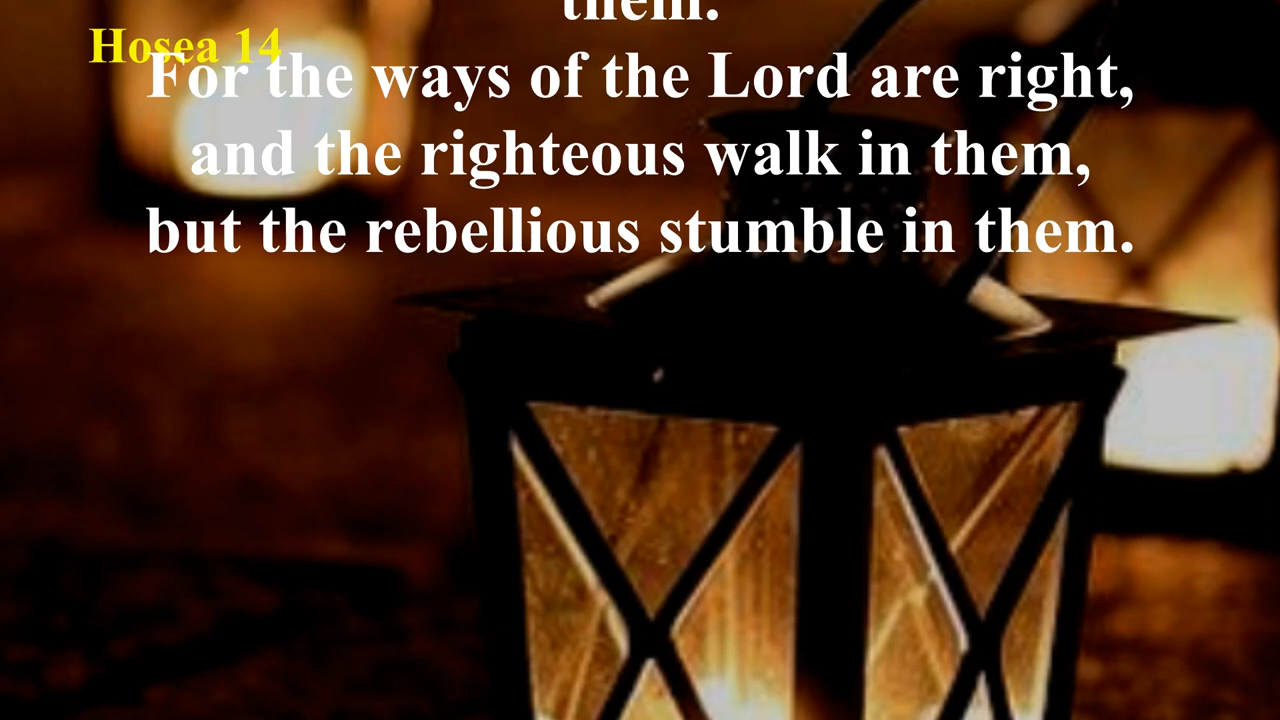 them.
Hosea 14
For the ways of the Lord are right,
and the righteous walk in them,
but the rebellious stumble in them.